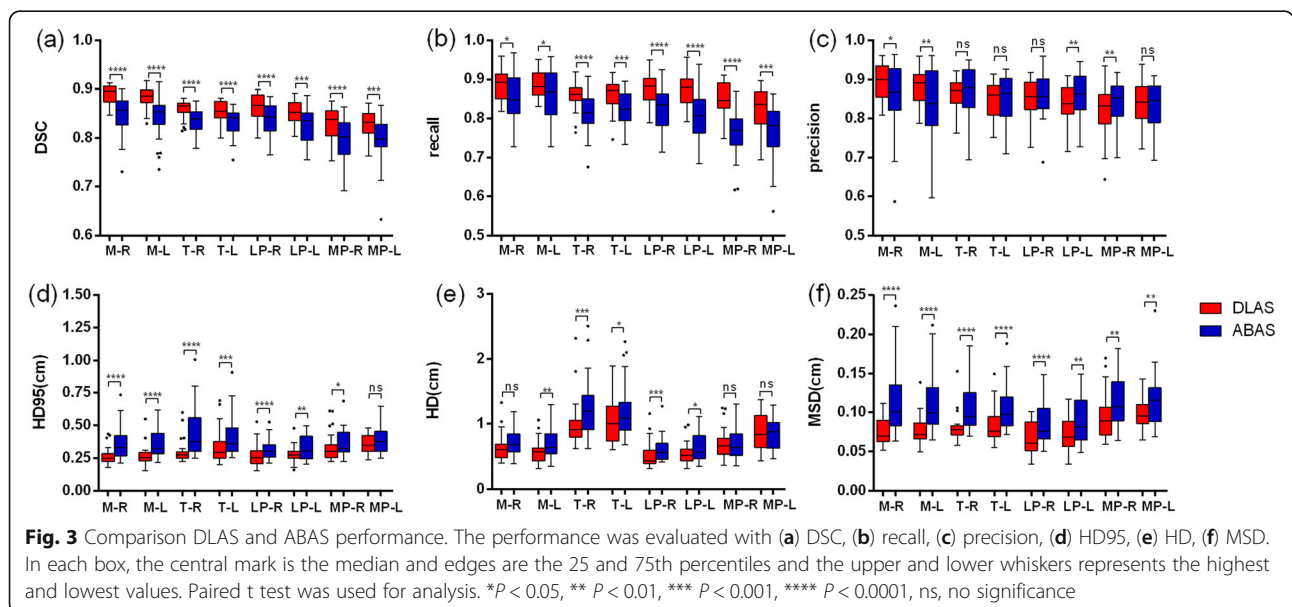 (a)
1.0
0.9
0.8
0.7
0.6
DSC
**** **** **** **** **** *** **** ***
M-R M-L T-R T-L LP-R LP-L MP-R MP-L
(b)
1.0
0.9
0.8
0.7
0.6
0.5
recall
* * **** *** **** **** **** ***
M-R M-L T-R T-L LP-R LP-L MP-R MP-L
(c)
1.0
0.9
0.8
0.7
0.6
0.5
precision
* ** ns ns ns ** ** ns
M-R M-L T-R T-L LP-R LP-L MP-R MP-L
(d)
1.50
1.25
1.00
0.75
0.50
0.25
0.00
HD95(cm)
**** **** **** *** **** ** * ns
M-R M-L T-R T-L LP-R LP-L MP-R MP-L
(e)
3
2
1
0
HD(cm)
ns ** *** * *** * ns ns
M-R M-L T-R T-L LP-R LP-L MP-R MP-L
(f)
0.25
0.20
0.15
0.10
0.05
0.00
MSD(cm)
**** **** **** **** **** ** ** **
M-R M-L T-R T-L LP-R LP-L MP-R MP-L
DLAS
ABAS
Fig. 3 Comparison DLAS and ABAS performance. The performance was evaluated with (a) DSC, (b) recall, (c) precision, (d) HD95, (e) HD, (f) MSD.
In each box, the central mark is the median and edges are the 25 and 75th percentiles and the upper and lower whiskers represents the highest
and lowest values. Paired t test was used for analysis. *P < 0.05, ** P < 0.01, *** P < 0.001, **** P < 0.0001, ns, no significance